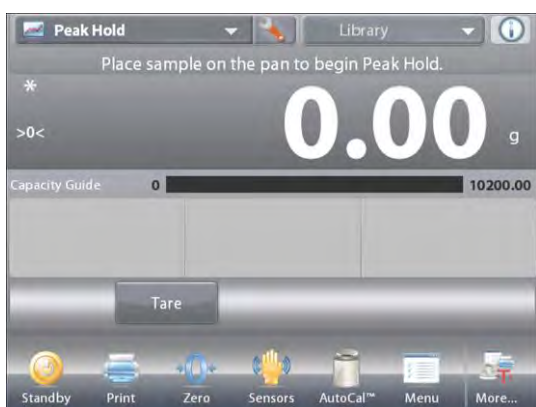 Peak Hold Library
Place sample on the pan to begin Peak Hold.
*
>0< 0.00 g
Capacity Guide 0 10200.00
Tare
Standby Print Zero Sensors AutoCal™ Menu More...